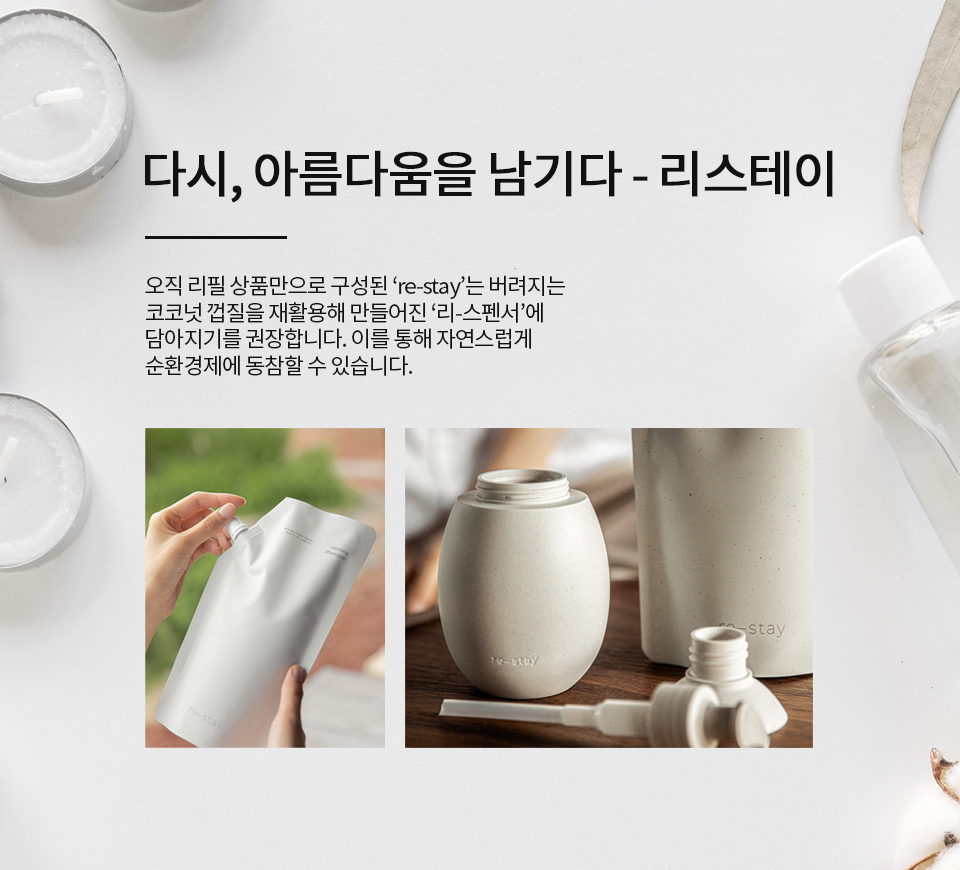 다시, 아름다움을 남기다 - 리스테이
오직 리필 상품만으로 구성된 ‘re-stay’는 버려지는
코코넛 껍질을 재활용해 만들어진 ‘리-스펜서’에
담아지기를 권장합니다. 이를 통해 자연스럽게
순환경제에 동참할 수 있습니다.
re-stay
re-stay
re-stay